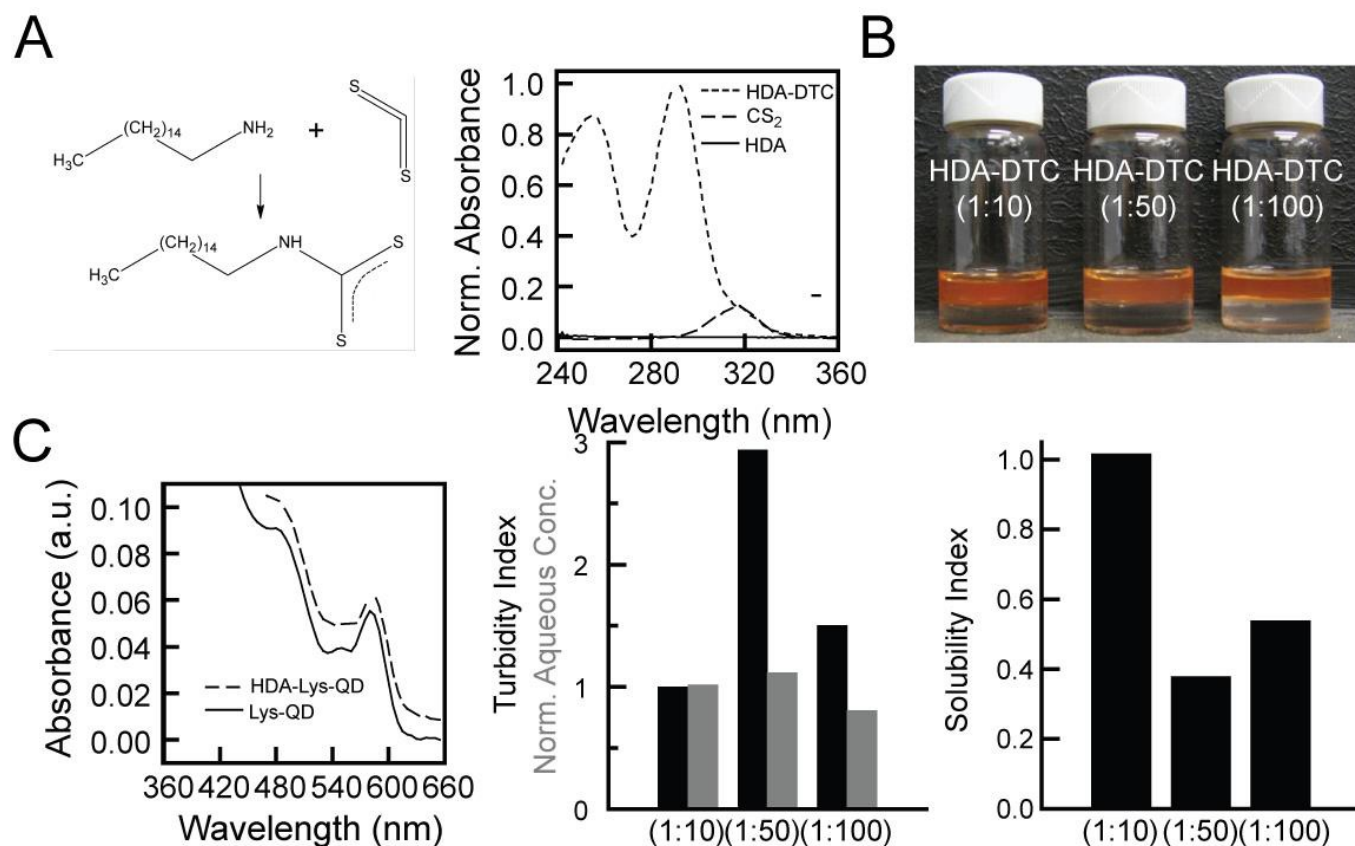 A
B
S
(CH₂)₁₄
NH₂
+
H₃C
S
(CH₂)₁₄
NH
S
H₃C
S
Norm. Absorbance
1.0
0.8
0.6
0.4
0.2
0.0
HDA-DTC
CS₂
HDA
-
240 280 320 360
Wavelength (nm)
HDA-DTC HDA-DTC HDA-DTC
(1:10) (1:50) (1:100)
C
Absorbance (a.u.)
0.10
0.08
0.06
0.04
0.02
0.00
HDA-Lys-QD
Lys-QD
360 420 480 540 600 660
Wavelength (nm)
Turbidity Index
Norm. Aqueous Conc.
3
2
1
0
(1:10) (1:50) (1:100)
Solubility Index
1.0
0.8
0.6
0.4
0.2
0.0
(1:10) (1:50) (1:100)